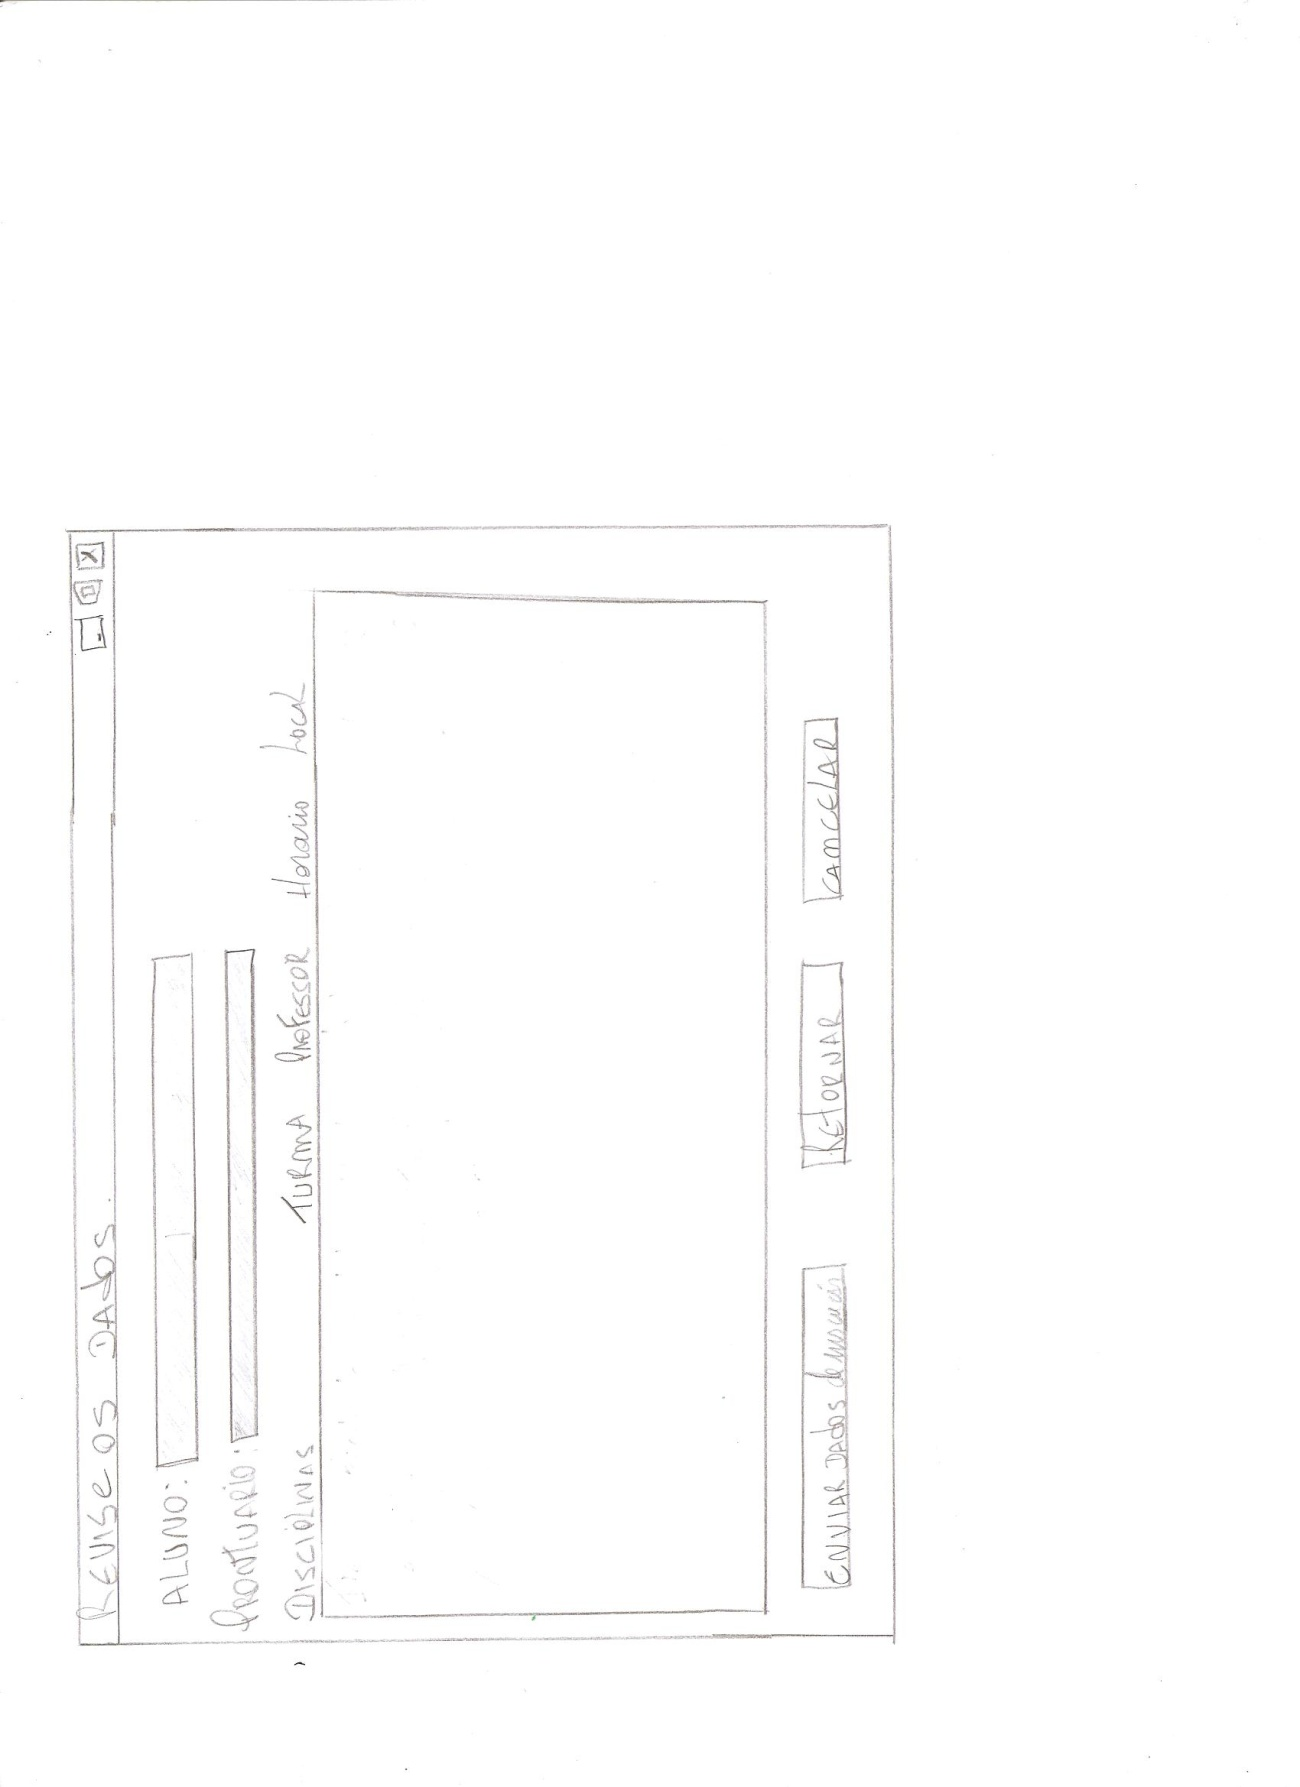 REVISE OS DADOS.
ALUNO:
PRONTUARIO:
DISCIPLINAS TURMA PROFESSOR Horario Local
ENVIAR DADOS
RETORNAR
CANCELAR